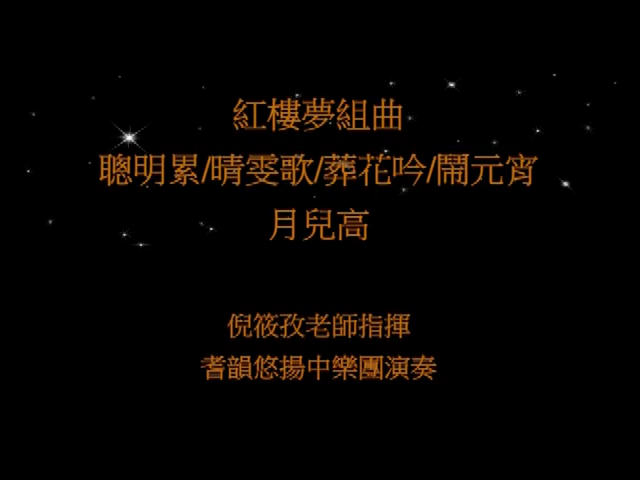 紅樓夢組曲
聰明累/晴雯歌/葬花吟/鬧元宵
月兒高
倪筱孜老師指揮
耆韻悠揚中樂團演奏